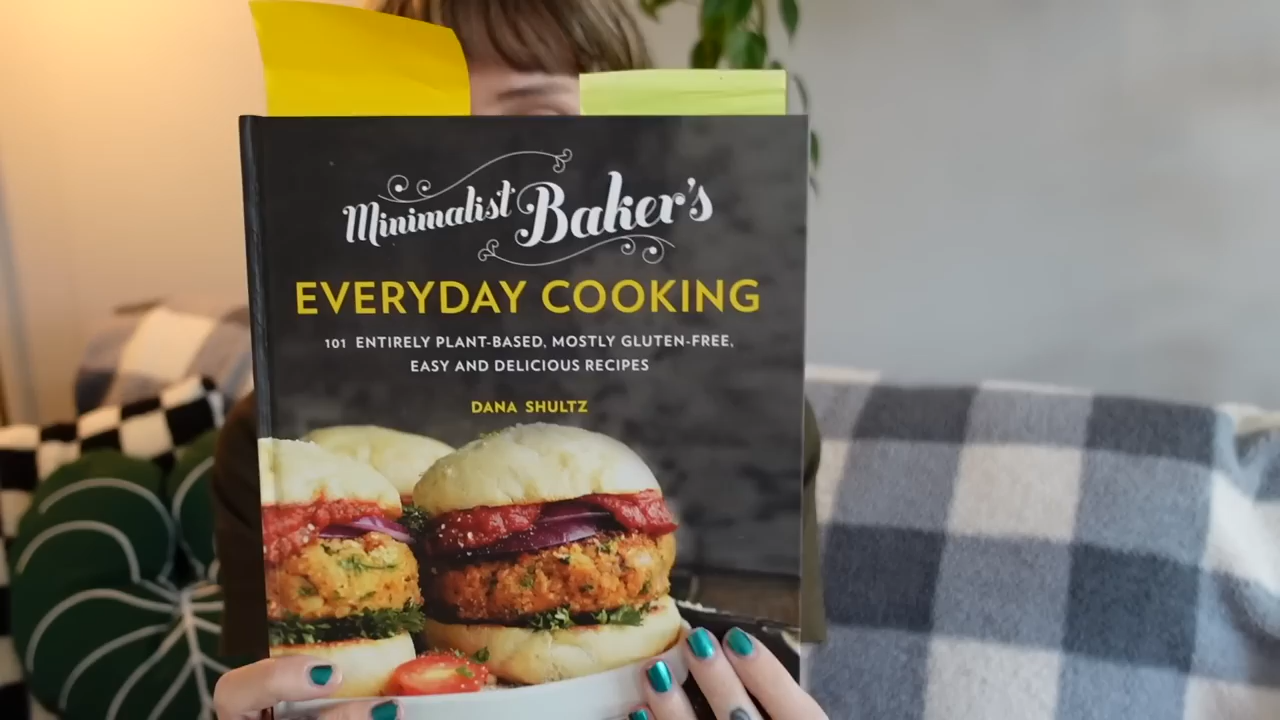 Minimalist Baker's
EVERYDAY COOKING
101 ENTIRELY PLANT-BASED, MOSTLY GLUTEN-FREE,
EASY AND DELICIOUS RECIPES
DANA SHULTZ